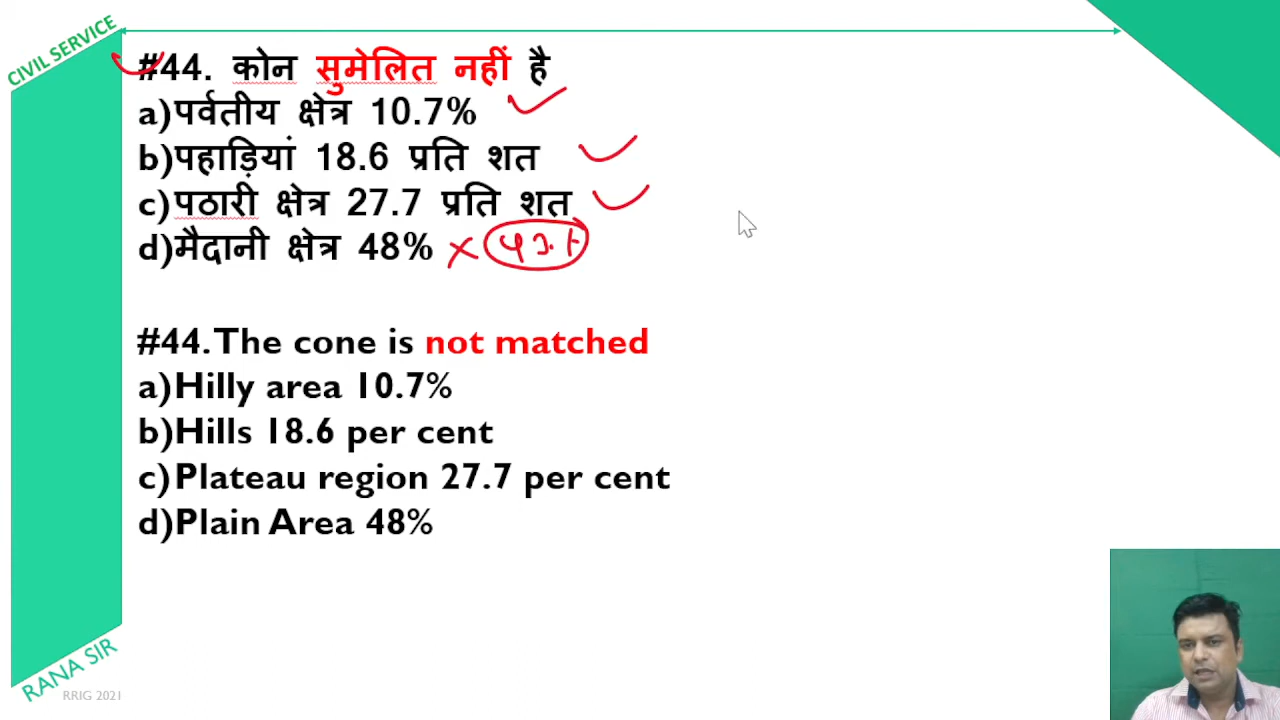 CIVIL SERVICE
#44. कोन सुमेलित नहीं है
a)पर्वतीय क्षेत्र 10.7%
b)पहाड़ियां 18.6 प्रति शत
c)पठारी क्षेत्र 27.7 प्रति शत
d)मैदानी क्षेत्र 48%
#44.The cone is not matched
a)Hilly area 10.7%
b)Hills 18.6 per cent
c)Plateau region 27.7 per cent
d)Plain Area 48%
RANA SIR
RRIG 2021